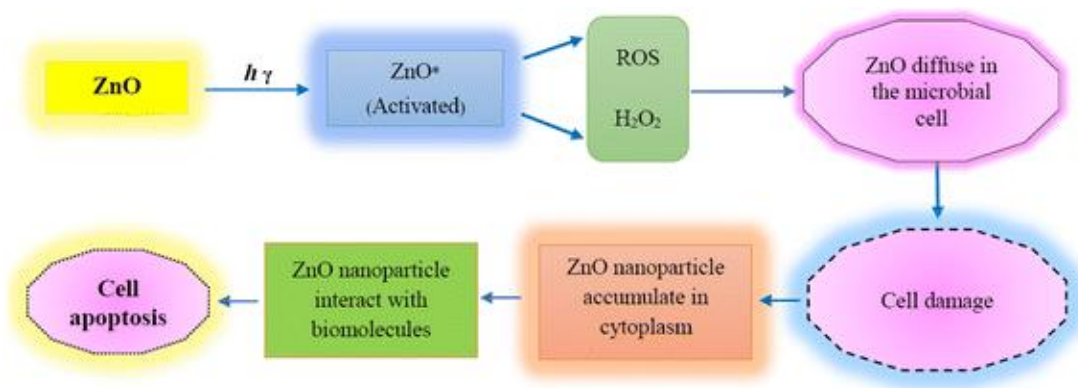 ZnO
h γ
ZnO*
(Activated)
ROS
H₂O₂
ZnO diffuse in
the microbial
cell
Cell damage
ZnO nanoparticle
accumulate in
cytoplasm
ZnO nanoparticle
interact with
biomolecules
Cell
apoptosis